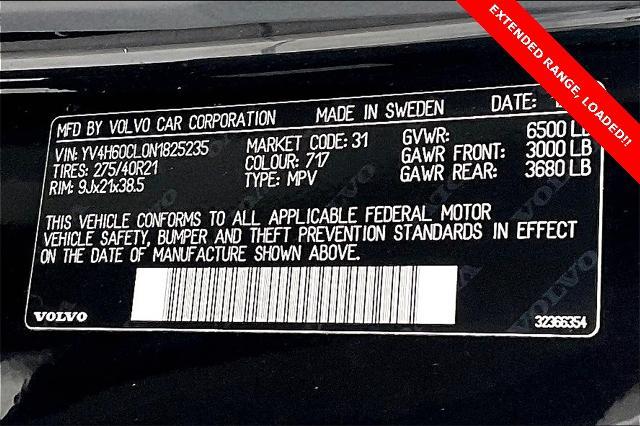 EXTENDED RANGE, LOADED!!
MFD BY VOLVO CAR CORPORATION MADE IN SWEDEN DATE:
VIN: YV4H60CL0N1825235 MARKET CODE: 31 GVWR: 6500 LB
TIRES: 275/40R21 COLOUR: 717 GAWR FRONT: 3000 LB
RIM: 9Jx21x38.5 TYPE: MPV GAWR REAR: 3680 LB
THIS VEHICLE CONFORMS TO ALL APPLICABLE FEDERAL MOTOR
VEHICLE SAFETY, BUMPER AND THEFT PREVENTION STANDARDS IN EFFECT
ON THE DATE OF MANUFACTURE SHOWN ABOVE.
VOLVO 32366354